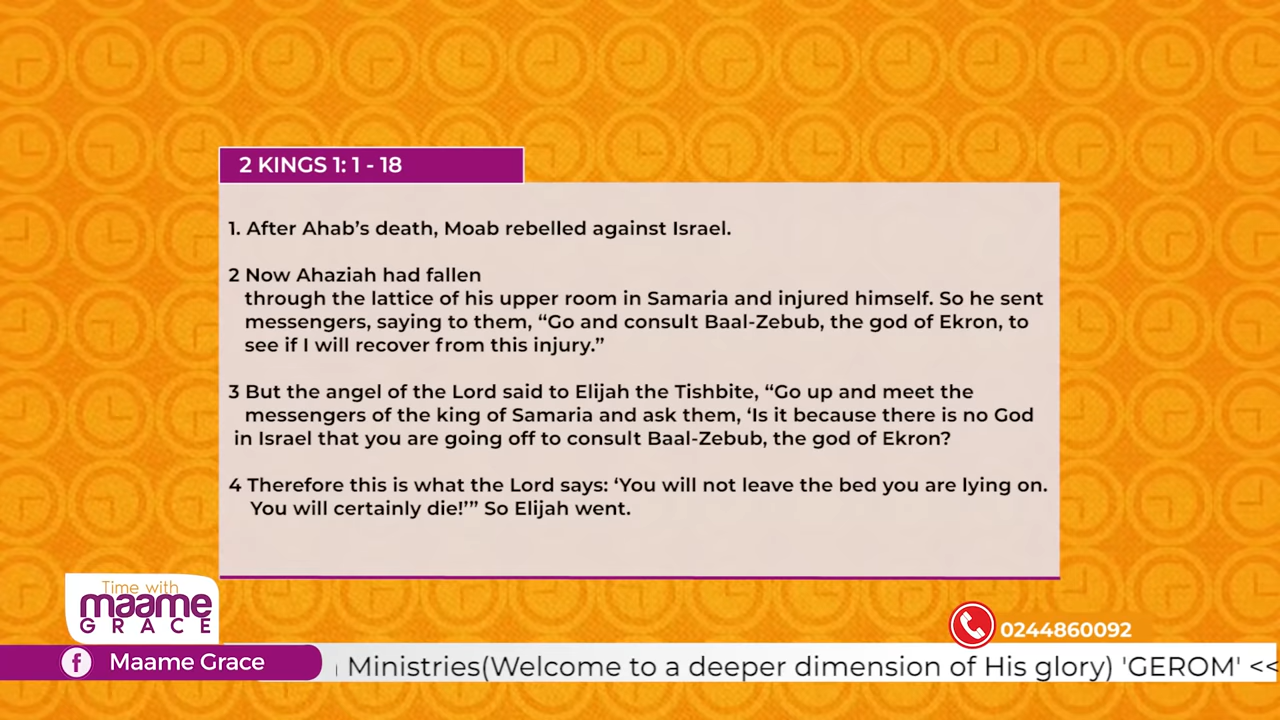 2 KINGS 1: 1 - 18
1. After Ahab’s death, Moab rebelled against Israel.
2 Now Ahaziah had fallen
through the lattice of his upper room in Samaria and injured himself. So he sent
messengers, saying to them, “Go and consult Baal-Zebub, the god of Ekron, to
see if I will recover from this injury.”
3 But the angel of the Lord said to Elijah the Tishbite, “Go up and meet the
messengers of the king of Samaria and ask them, ‘Is it because there is no God
in Israel that you are going off to consult Baal-Zebub, the god of Ekron?
4 Therefore this is what the Lord says: ‘You will not leave the bed you are lying on.
You will certainly die!’” So Elijah went.
Time with
maame
GRACE
0244860092
Maame Grace
Ministries(Welcome to a deeper dimension of His glory) 'GEROM' <<